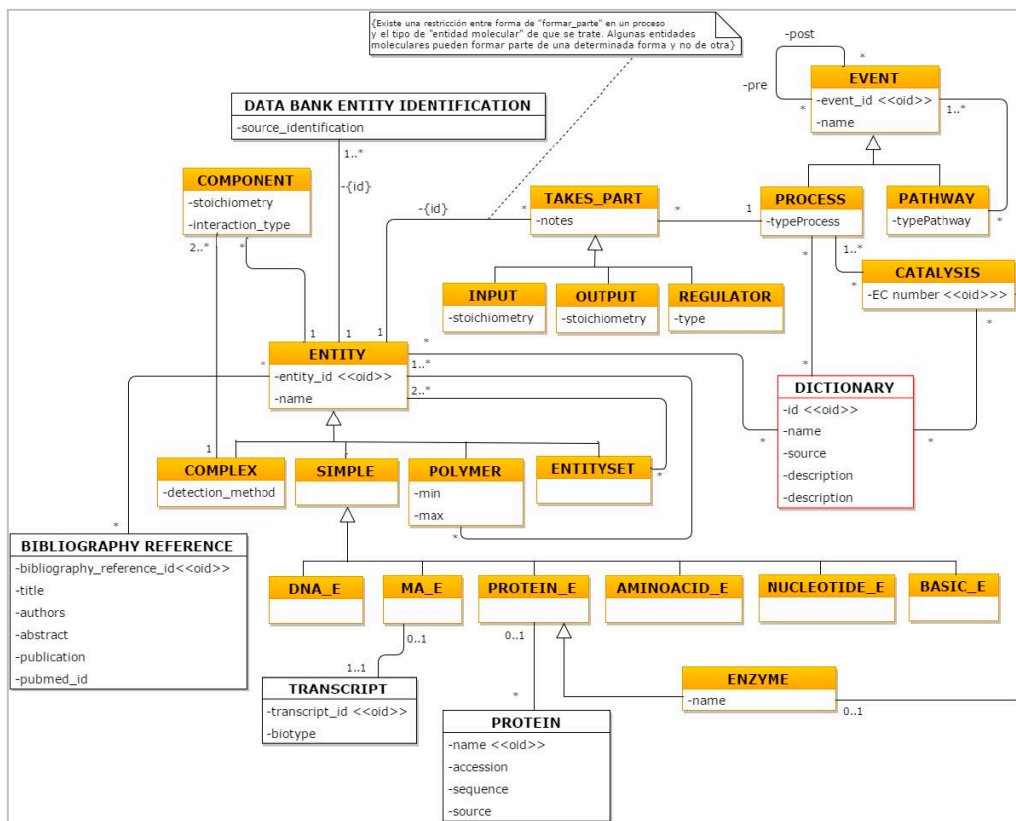 {Existe una restricción entre forma de "formar_parte" en un proceso
y el tipo de "entidad molecular" de que se trate. Algunas entidades
moleculares pueden formar parte de una determinada forma y no de otra}
-post
*
-pre
*
EVENT
-event_id <<oid>>
-name
1..*
DATA BANK ENTITY IDENTIFICATION
-source_identification
1..*
-{id}
1
COMPONENT
-stoichiometry
-interaction_type
2..*
*
1
-{id}
*
1
TAKES_PART
-notes
*
1
PROCESS
-typeProcess
PATHWAY
-typePathway
*
1..*
*
CATALYSIS
-EC number <<oid>>>
*
INPUT
-stoichiometry
OUTPUT
-stoichiometry
REGULATOR
-type
*
*
ENTITY
-entity_id <<oid>>
-name
*
*
1..*
2..*
DICTIONARY
-id <<oid>>
-name
-source
-description
-description
*
*
1
COMPLEX
-detection_method
SIMPLE
POLYMER
-min
-max
*
ENTITYSET
*
*
BIBLIOGRAPHY REFERENCE
-bibliography_reference_id<<oid>>
-title
-authors
-abstract
-publication
-pubmed_id
DNA_E
MA_E
PROTEIN_E
AMINOACID_E
NUCLEOTIDE_E
BASIC_E
0..1
0..1
1..1
TRANSCRIPT
-transcript_id <<oid>>
-biotype
ENZYME
-name
0..1
*
PROTEIN
-name <<oid>>
-accession
-sequence
-source